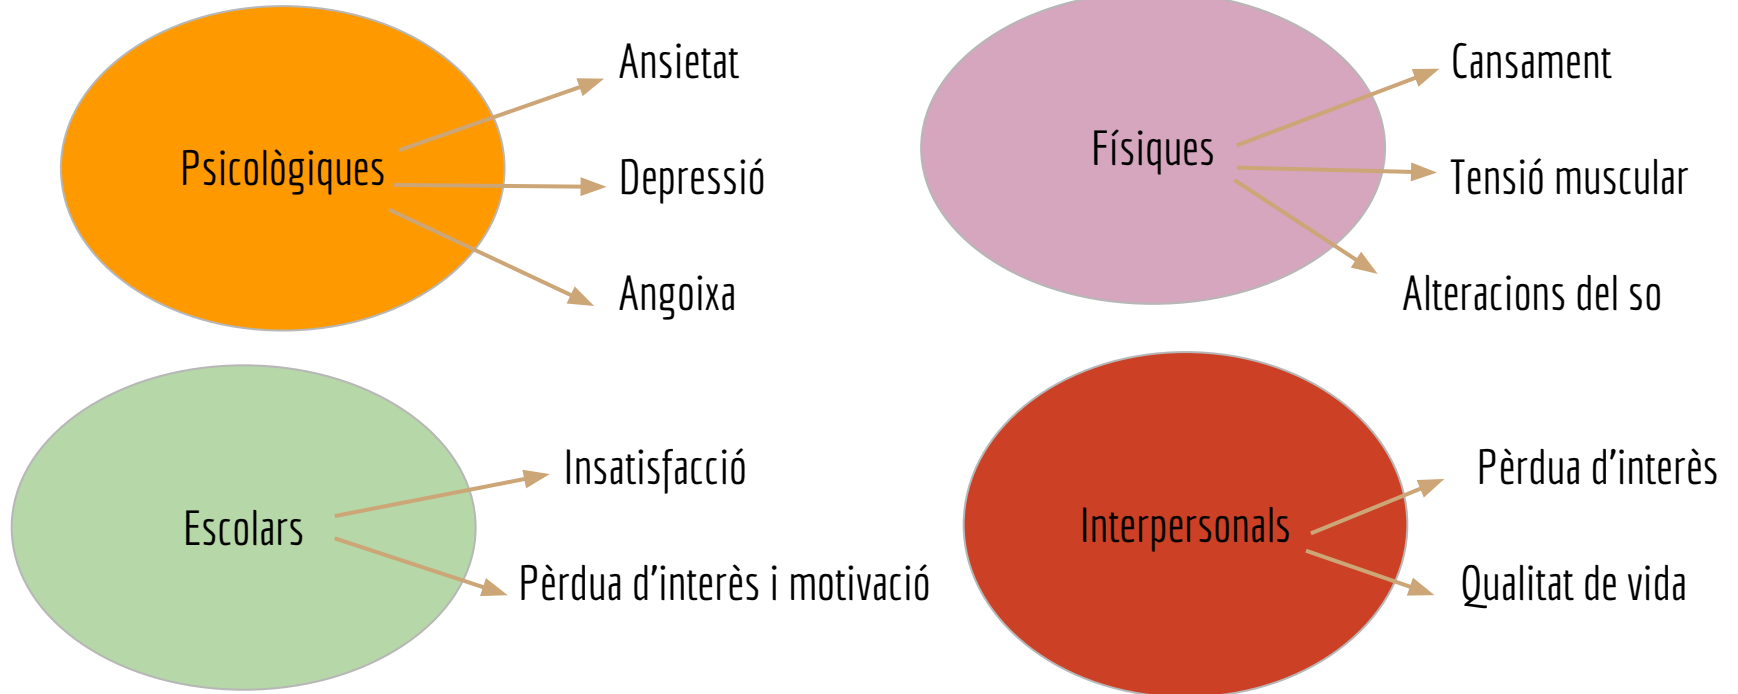 Psicològiques
Ansietat
Depressió
Angoixa
Físiques
Cansament
Tensió muscular
Alteracions del so
Escolars
Insatisfacció
Pèrdua d'interès i motivació
Interpersonals
Pèrdua d'interès
Qualitat de vida